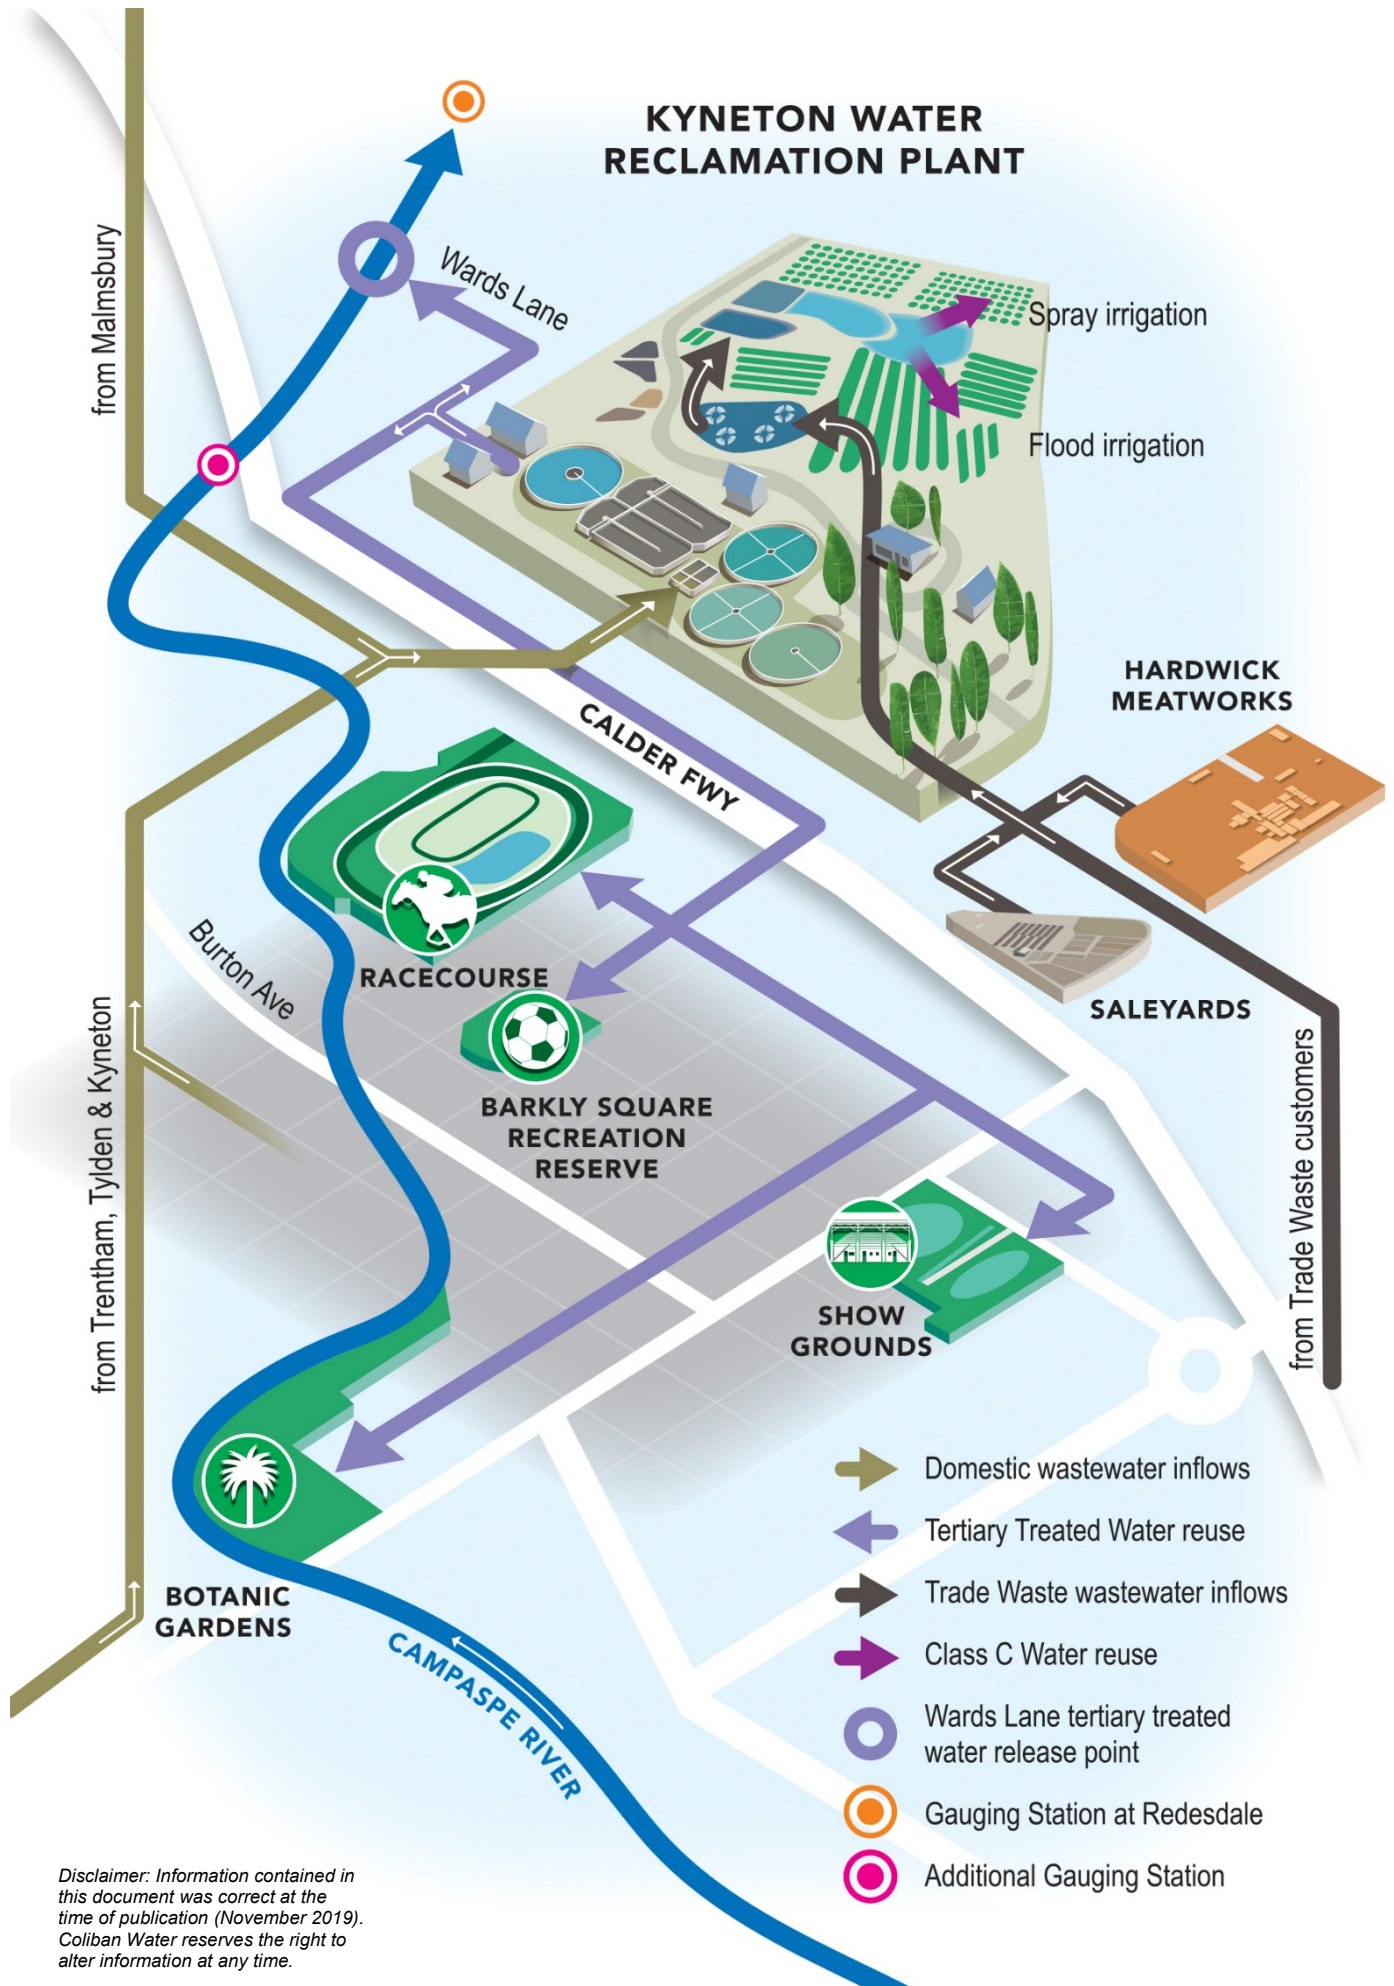 KYNETON WATER
RECLAMATION PLANT
from Malmsbury
Wards Lane
Spray irrigation
Flood irrigation
HARDWICK
MEATWORKS
CALDER FWY
Burton Ave
RACECOURSE
SALEYARDS
from Trentham, Tylden & Kyneton
BARKLY SQUARE
RECREATION
RESERVE
from Trade Waste customers
SHOW
GROUNDS
BOTANIC
GARDENS
CAMPASPE RIVER
Domestic wastewater inflows
Tertiary Treated Water reuse
Trade Waste wastewater inflows
Class C Water reuse
Wards Lane tertiary treated
water release point
Gauging Station at Redesdale
Additional Gauging Station
Disclaimer: Information contained in
this document was correct at the
time of publication (November 2019).
Coliban Water reserves the right to
alter information at any time.